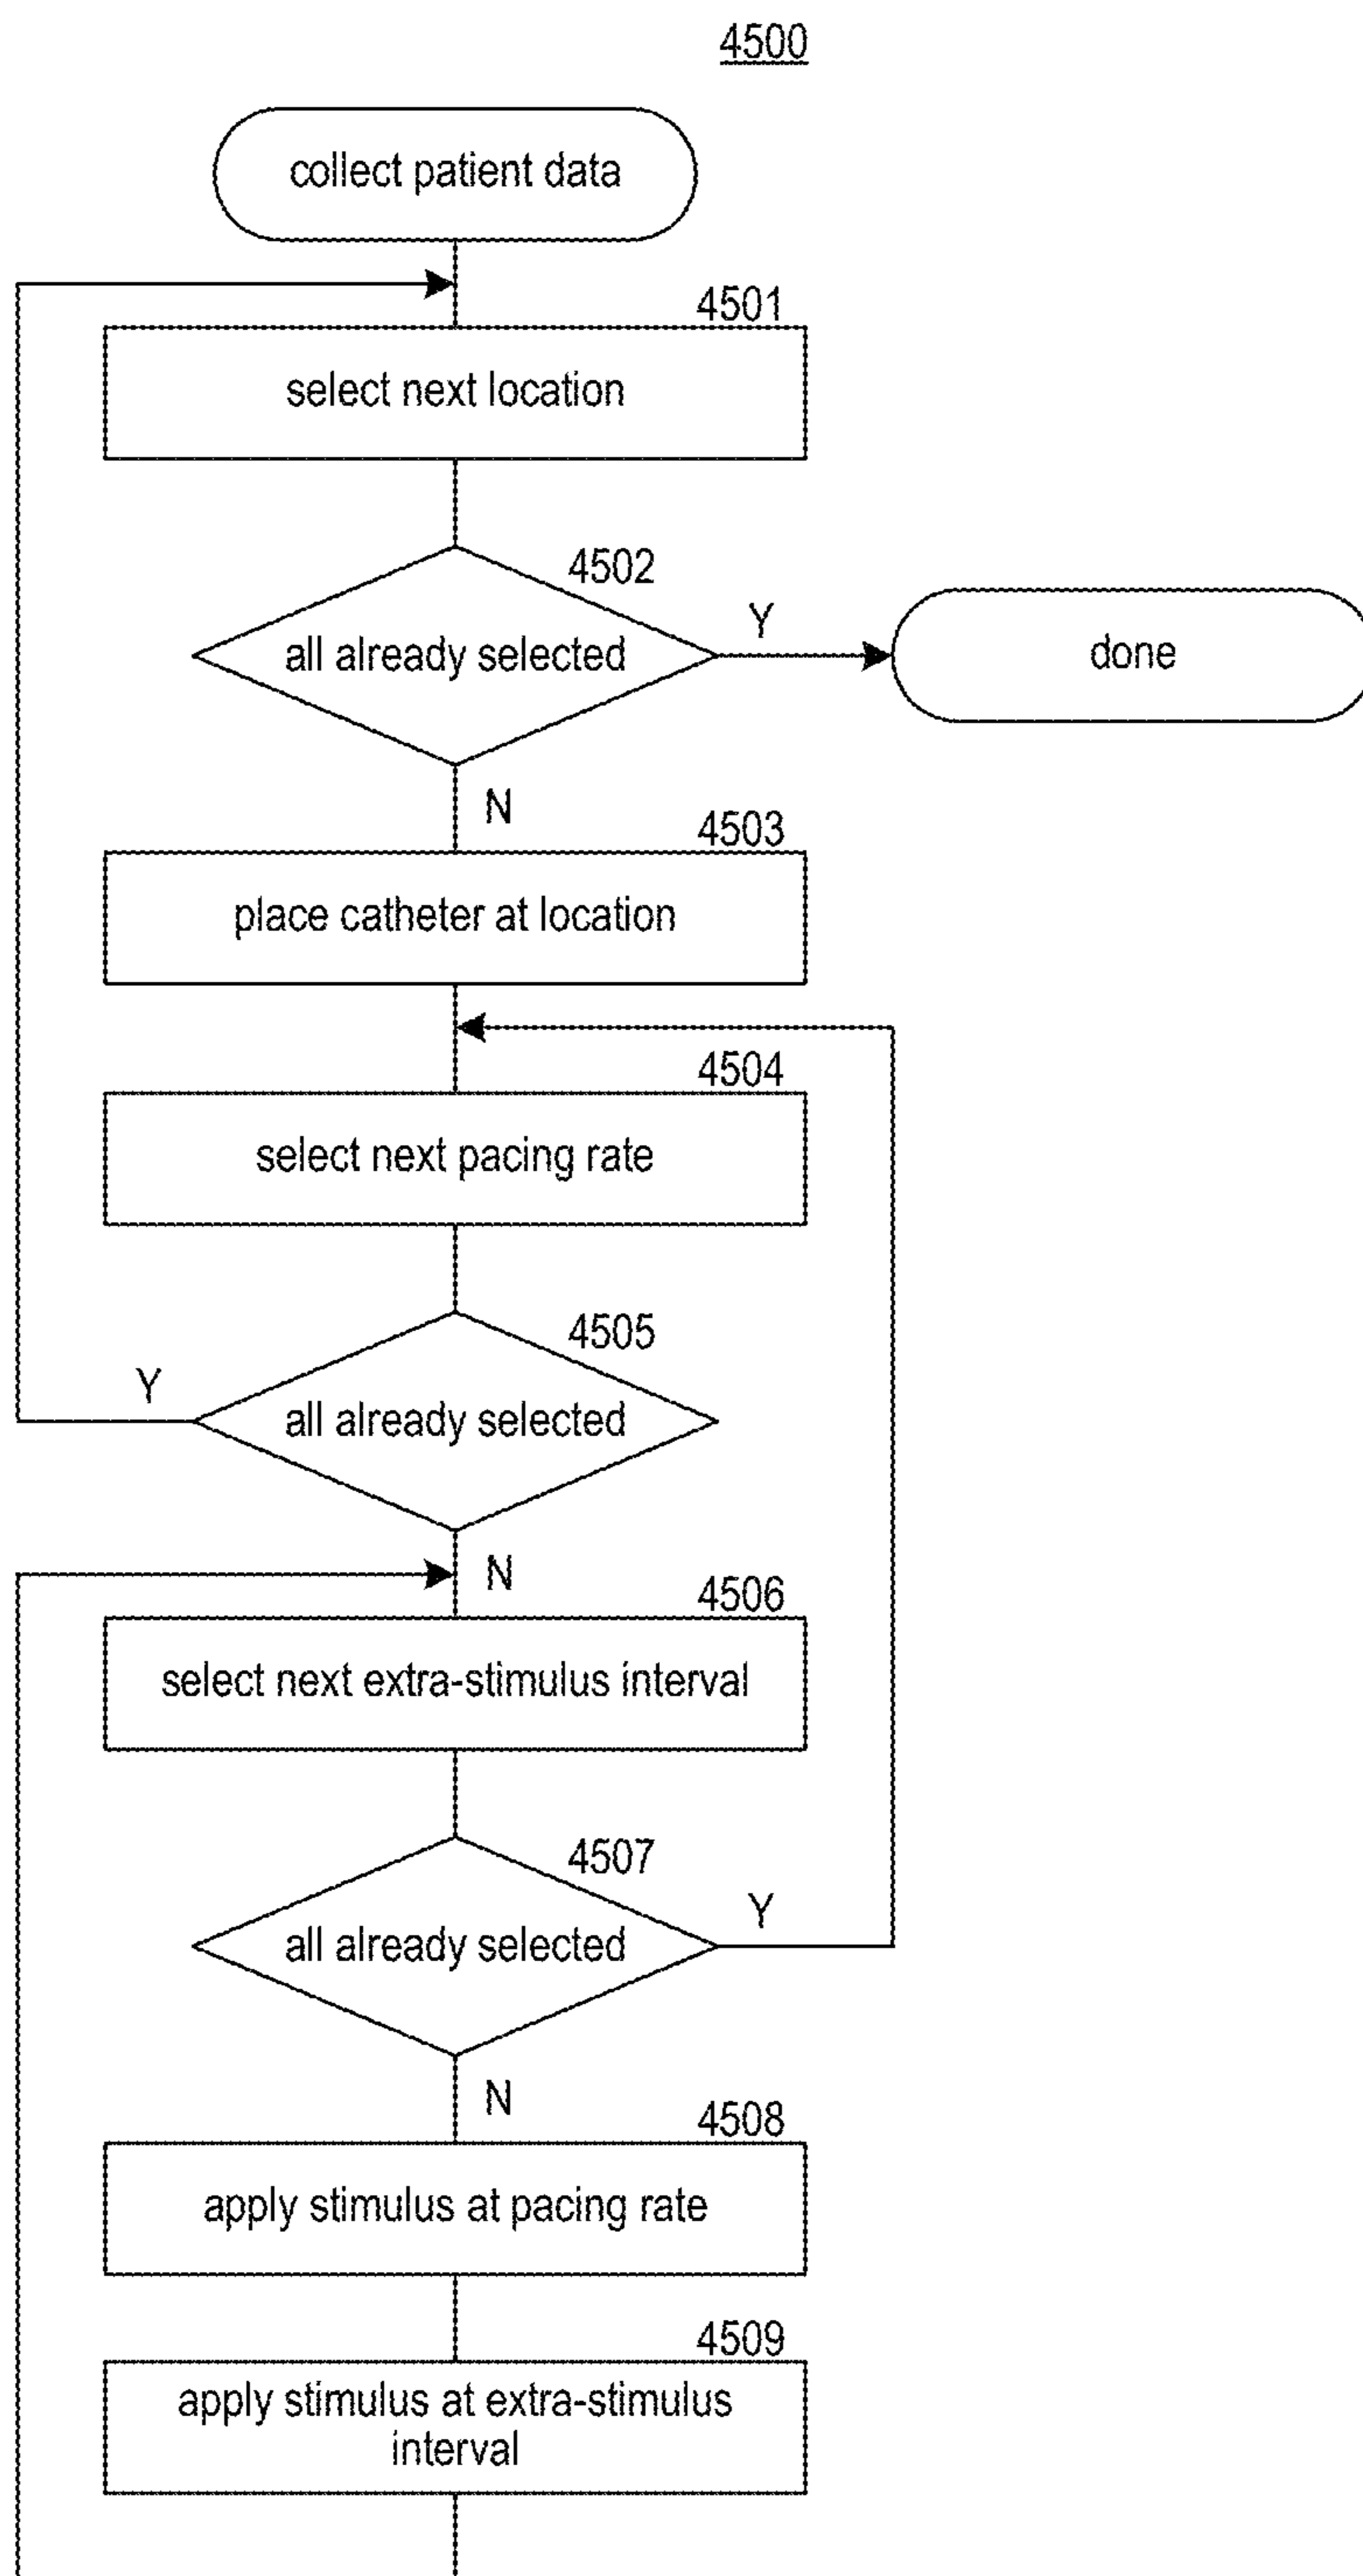 4500
collect patient data
4501
select next location
4502
all already selected
Y
done
N
4503
place catheter at location
4504
select next pacing rate
4505
Y
all already selected
N
4506
select next extra-stimulus interval
4507
all already selected
Y
N
4508
apply stimulus at pacing rate
4509
apply stimulus at extra-stimulus
interval